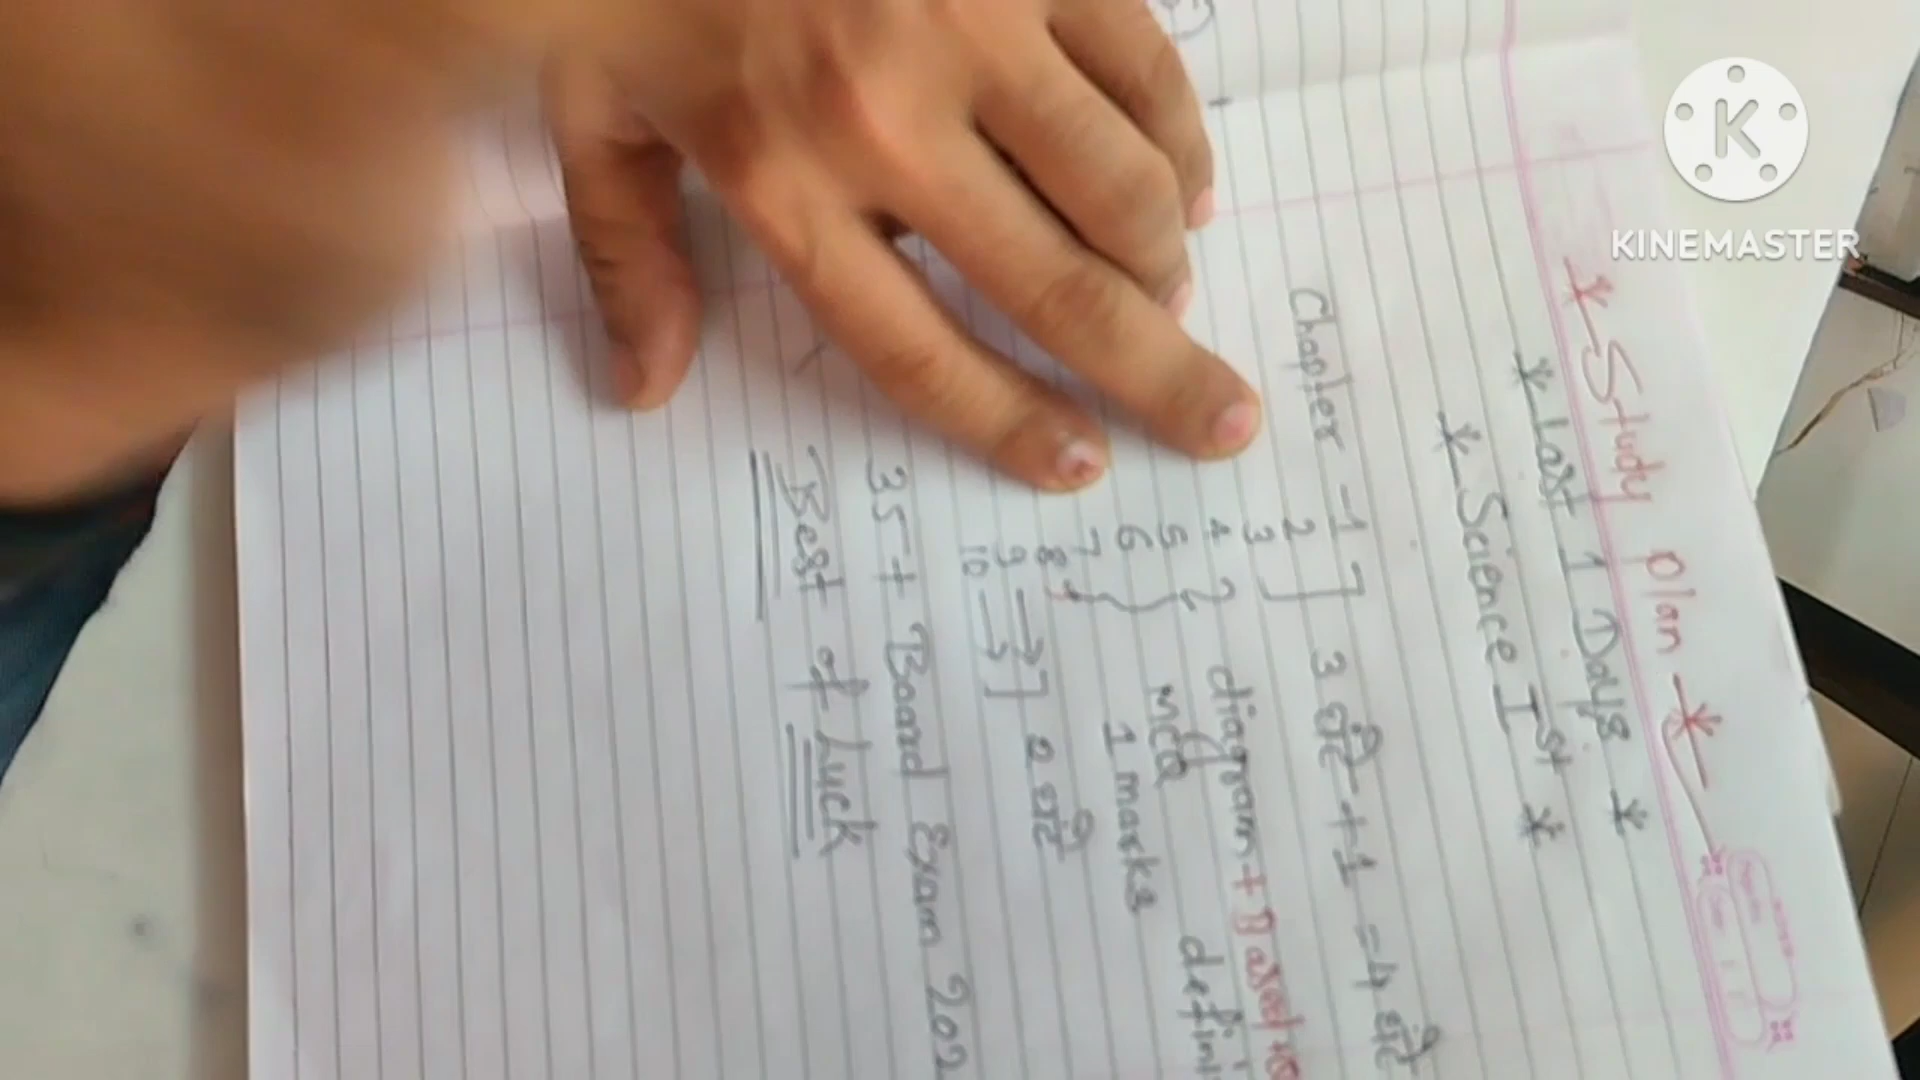 * Study plan *
* Last 1 Days *
* Science Ist *
Chapter - 1 ] 3 घंटे + 1 = 4 घंटे
2
3
4 diagram +
5 MCQ
6 1 marks
7
8
9 → ] 2 घंटे
10 →
35 + Board Exam 202
Best of Luck
KINEMASTER